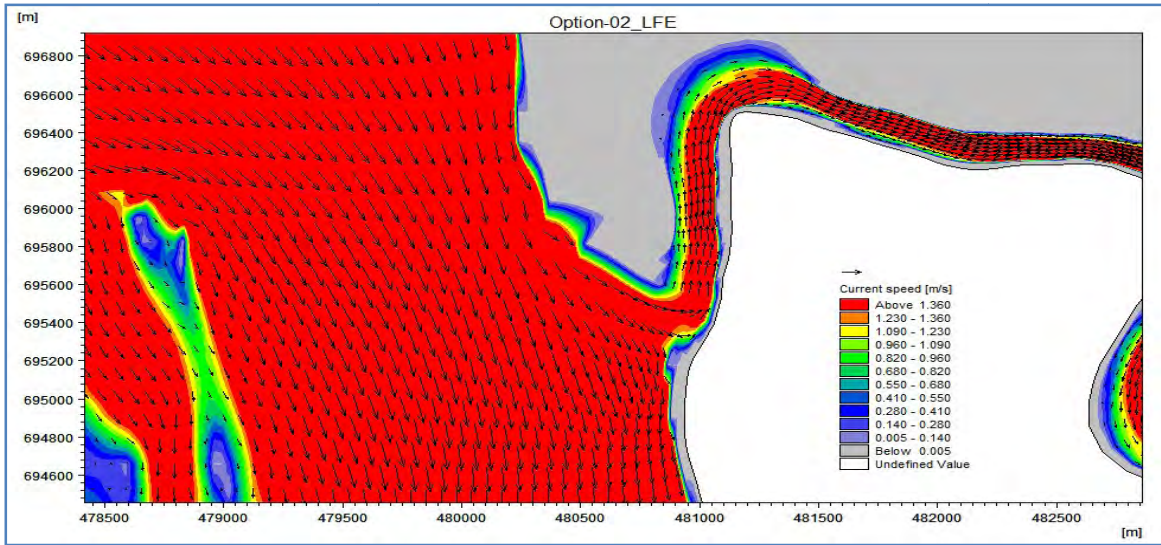 [m]
Option-02_LFE
696800
696600
696400
696200
696000
695800
695600
695400
695200
695000
694800
694600
Current speed [m/s]
Above 1.360
1.230 - 1.360
1.090 - 1.230
0.960 - 1.090
0.820 - 0.960
0.680 - 0.820
0.550 - 0.680
0.410 - 0.550
0.280 - 0.410
0.140 - 0.280
0.005 - 0.140
Below 0.005
Undefined Value
478500 479000 479500 480000 480500 481000 481500 482000 482500
[m]